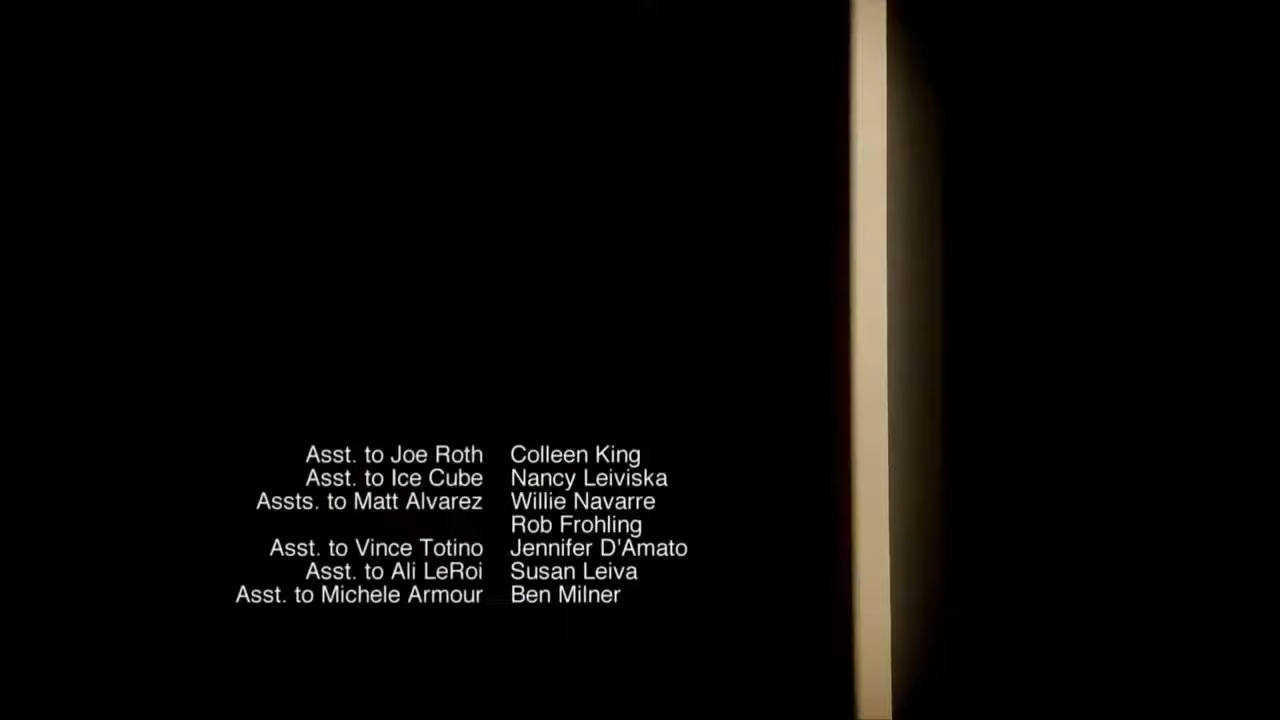 Asst. to Joe Roth Colleen King
Asst. to Ice Cube Nancy Leiviska
Assts. to Matt Alvarez Willie Navarre
Rob Frohling
Asst. to Vince Totino Jennifer D'Amato
Asst. to Ali LeRoi Susan Leiva
Asst. to Michele Armour Ben Milner